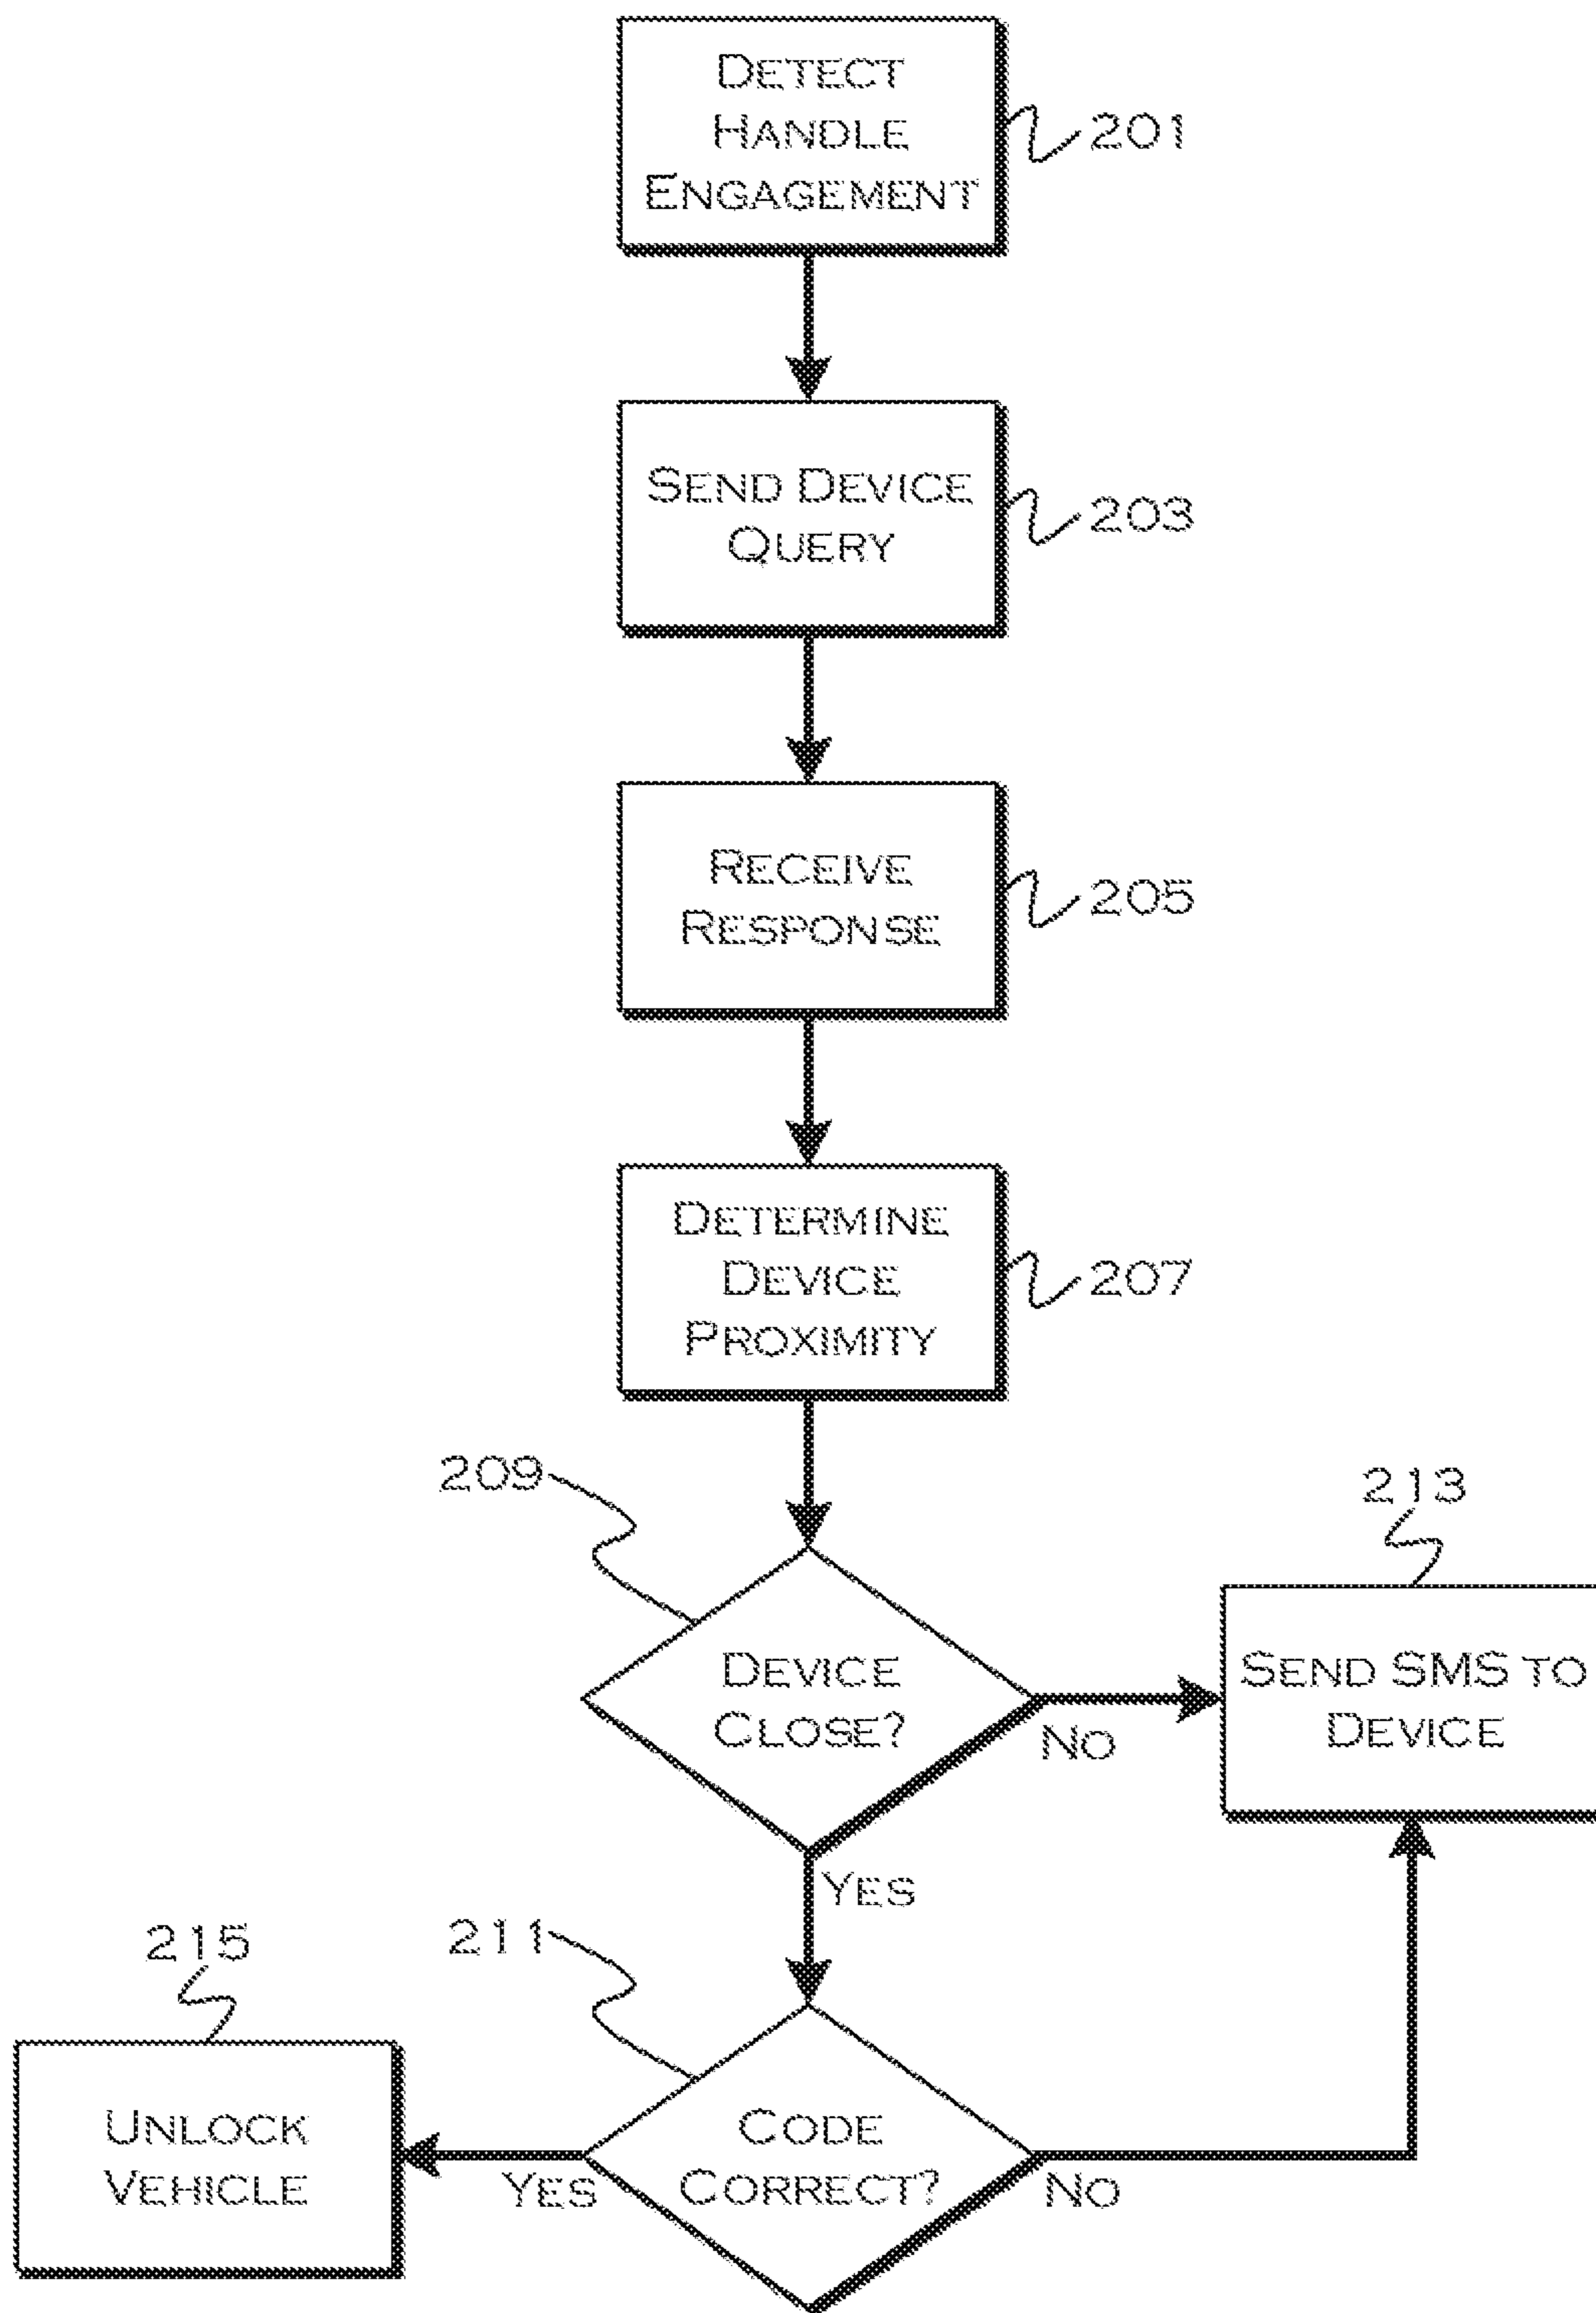 DETECT
HANDLE
ENGAGEMENT
201
SEND DEVICE
QUERY
203
RECEIVE
RESPONSE
205
DETERMINE
DEVICE
PROXIMITY
207
209
DEVICE
CLOSE?
NO
YES
213
SEND SMS TO
DEVICE
211
CODE
CORRECT?
YES
NO
215
UNLOCK
VEHICLE